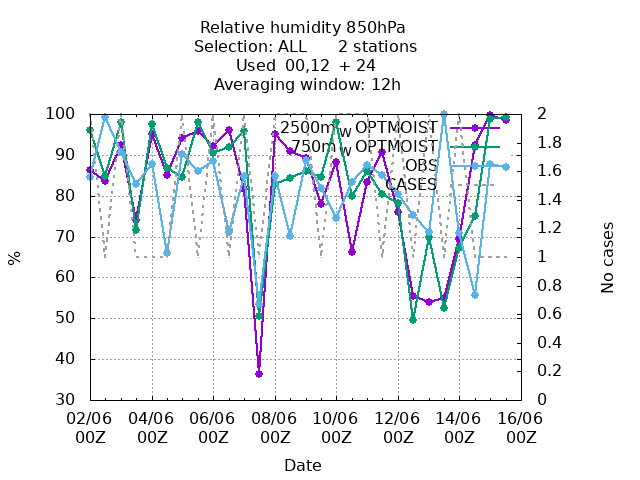 Relative humidity 850hPa
Selection: ALL      2 stations
Used  00,12  + 24
Averaging window: 12h
100
90
80
70
60
50
40
30
%
2
1.8
1.6
1.4
1.2
1
0.8
0.6
0.4
0.2
0
No cases
2500m_w OPTMOIST
750m_w OPTMOIST
OBS
CASES
02/06 04/06 06/06 08/06 10/06 12/06 14/06 16/06
00Z 00Z 00Z 00Z 00Z 00Z 00Z 00Z
Date